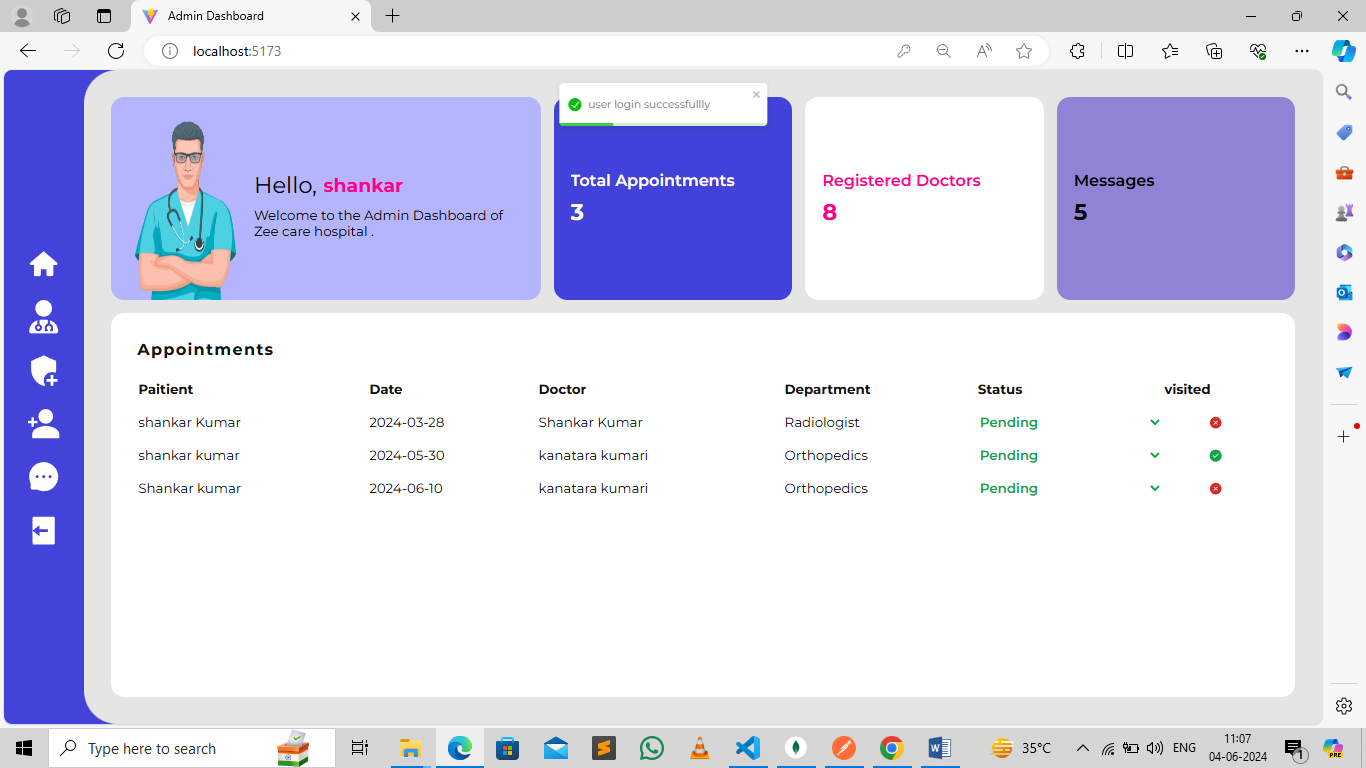 Admin Dashboard
localhost:5173
user login successfullly
Hello, shankar
Welcome to the Admin Dashboard of
Zee care hospital .
Total Appointments
3
Registered Doctors
8
Messages
5
Appointments
Paitient Date Doctor Department Status visited
shankar Kumar 2024-03-28 Shankar Kumar Radiologist Pending
shankar kumar 2024-05-30 kanatara kumari Orthopedics Pending
Shankar kumar 2024-06-10 kanatara kumari Orthopedics Pending
Type here to search
35°C
ENG
11:07
04-06-2024
1
PRE